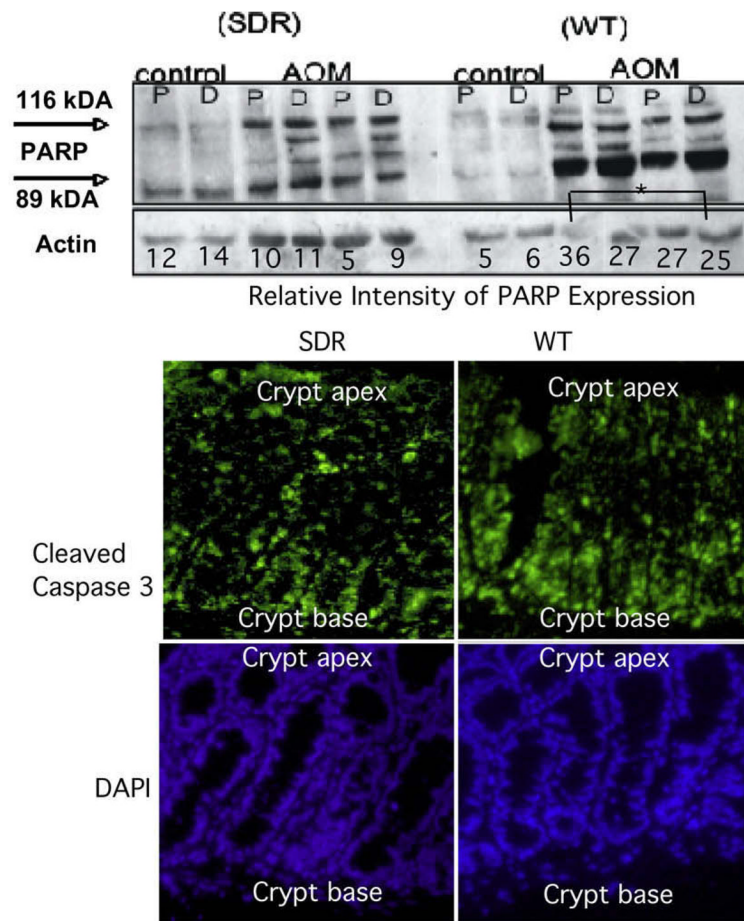 (SDR) (WT)
control AOM control AOM
P D P D P D P D P D P D
116 kDA
PARP
89 kDA
*
Actin
12 14 10 11 5 9 5 6 36 27 27 25
Relative Intensity of PARP Expression
SDR WT
Crypt apex Crypt apex
Cleaved
Caspase 3
Crypt base Crypt base
Crypt apex Crypt apex
DAPI
Crypt base Crypt base